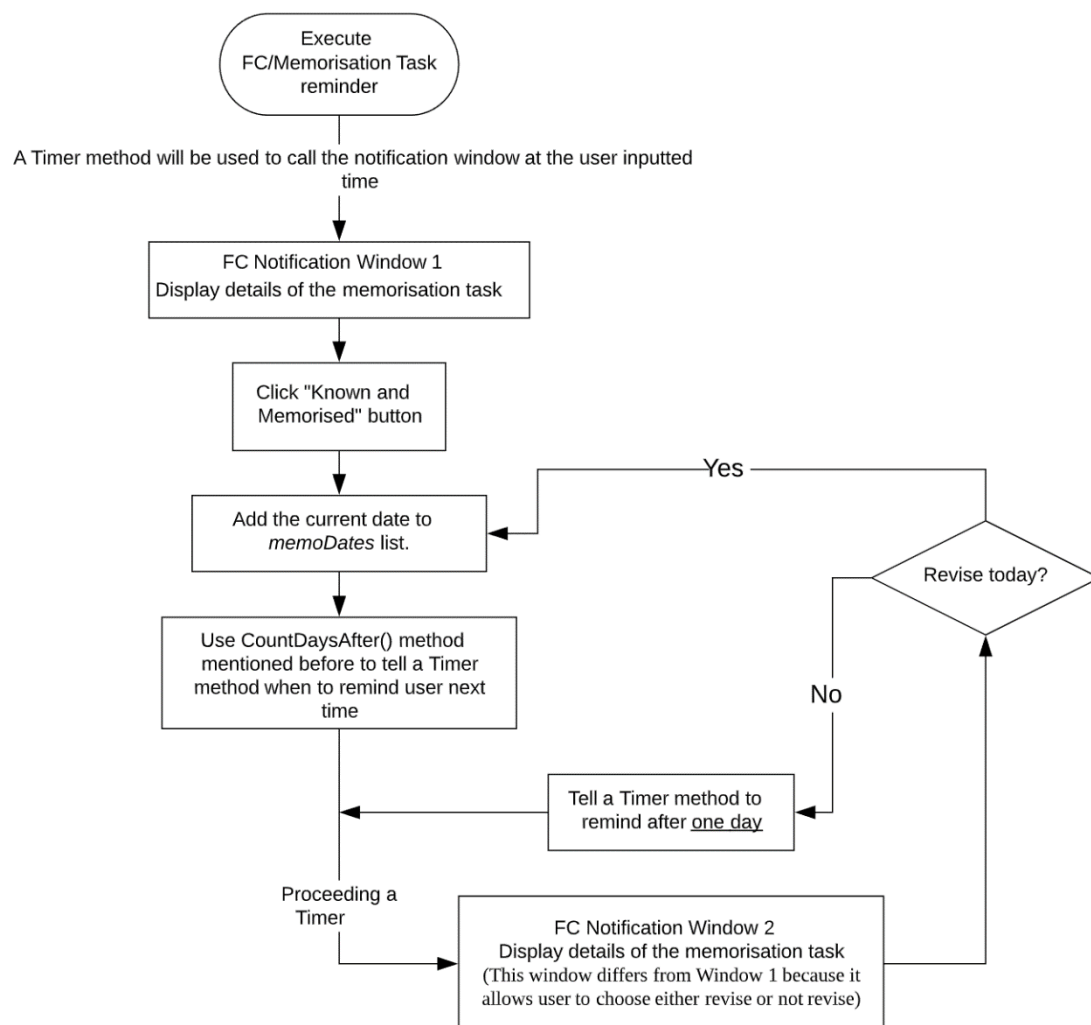 Execute
FC/Memorisation Task
reminder
A Timer method will be used to call the notification window at the user inputted
time
FC Notification Window 1
Display details of the memorisation task
Click "Known and
Memorised" button
Yes
Add the current date to
memoDates list.
Revise today?
Use CountDaysAfter() method
mentioned before to tell a Timer
method when to remind user next
time
No
Tell a Timer method to
remind after one day
Proceeding a
Timer
FC Notification Window 2
Display details of the memorisation task
(This window differs from Window 1 because it
allows user to choose either revise or not revise)